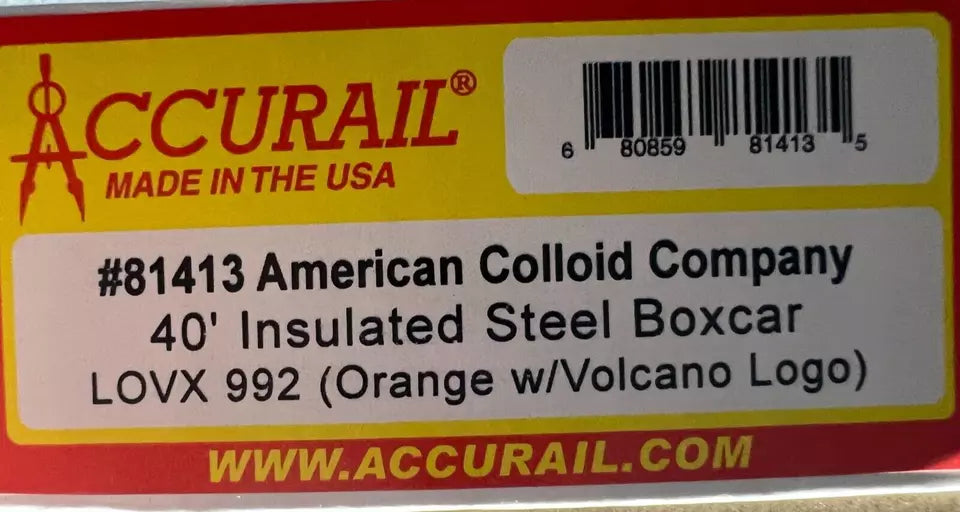 ACCURAIL®
MADE IN THE USA
6 80859 81413 5
#81413 American Colloid Company
40' Insulated Steel Boxcar
LOVX 992 (Orange w/Volcano Logo)
WWW.ACCURAIL.COM